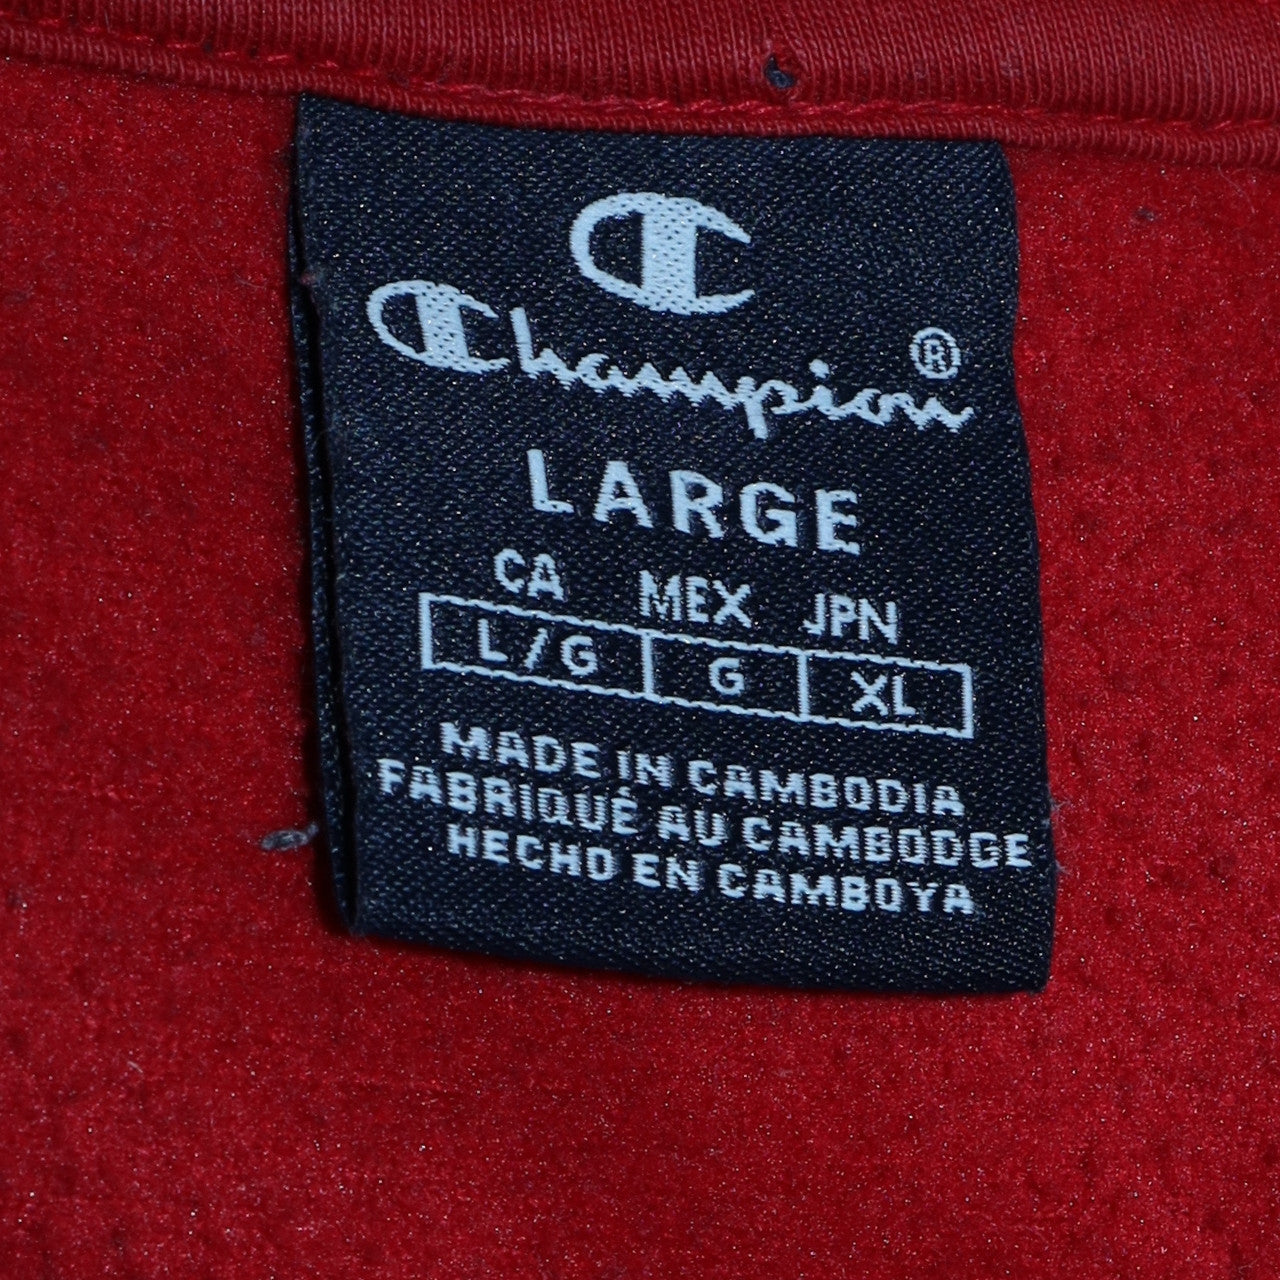 C
Champion®
LARGE
CA MEX JPN
L/G G XL
MADE IN CAMBODIA
FABRIQUÉ AU CAMBODGE
HECHO EN CAMBOYA